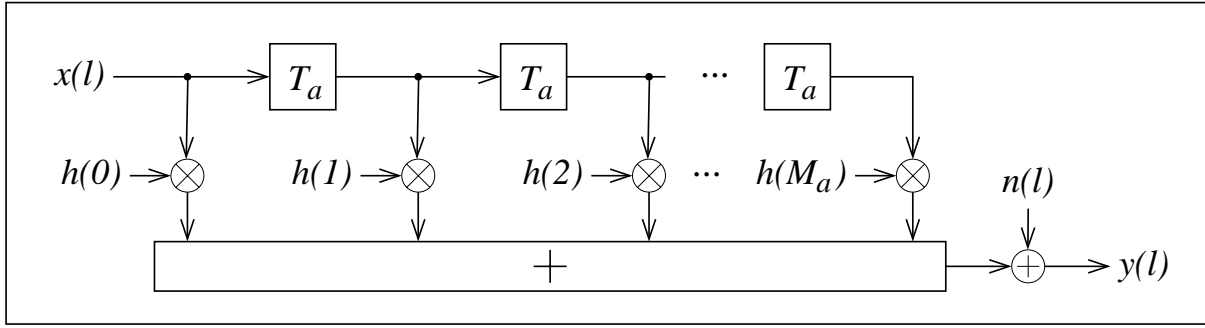 x(l) T_a T_a ... T_a
h(0) h(1) h(2) ... h(M_a) n(l)
+ y(l)